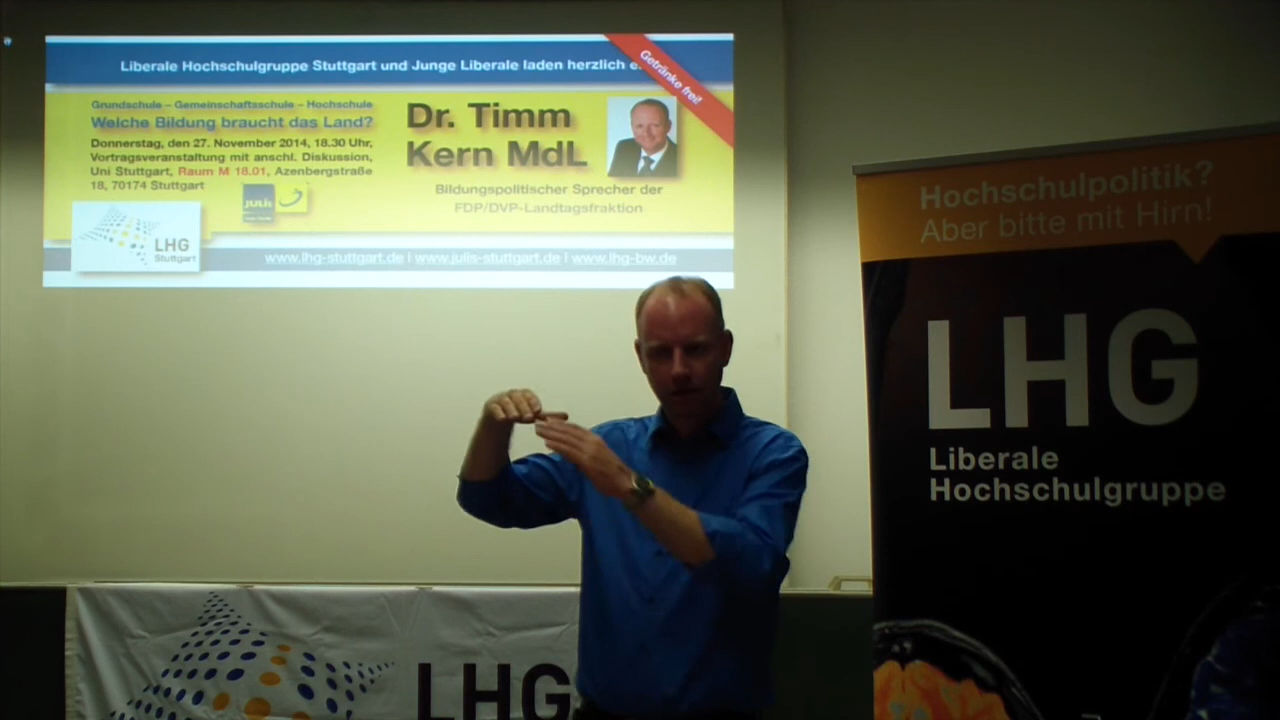 Liberale Hochschulgruppe Stuttgart und Junge Liberale laden herzlich
Getränke frei!
Grundschule – Gemeinschaftsschule – Hochschule
Welche Bildung braucht das Land?
Donnerstag, den 27. November 2014, 18.30 Uhr,
Vortragsveranstaltung mit anschl. Diskussion,
Uni Stuttgart, Raum M 18.01, Azenbergstraße
18, 70174 Stuttgart
Dr. Timm
Kern MdL
Bildungspolitischer Sprecher der
FDP/DVP-Landtagsfraktion
JULIS
LHG
Stuttgart
www.lhg-stuttgart.de | www.julis-stuttgart.de | www.lhg-bw.de
Hochschulpolitik?
Aber bitte mit Hirn!
LHG
Liberale
Hochschulgruppe
LHG